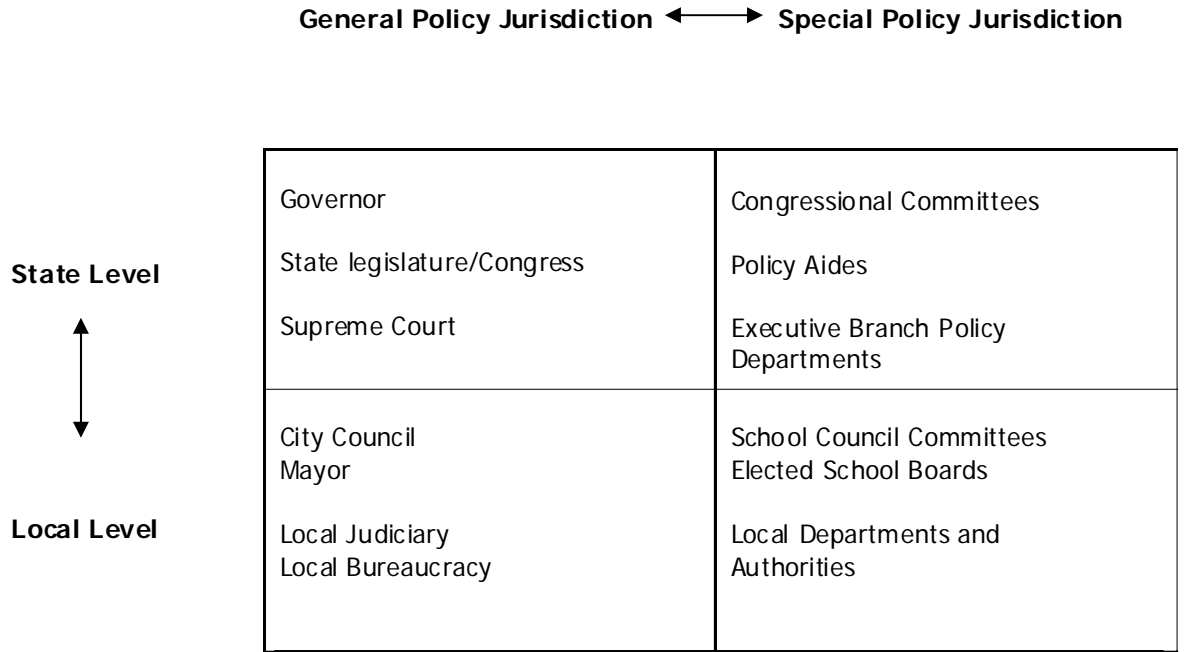 General Policy Jurisdiction Special Policy Jurisdiction
State Level
Governor
State legislature/Congress
Supreme Court
Congressional Committees
Policy Aides
Executive Branch Policy
Departments
Local Level
City Council
Mayor
Local Judiciary
Local Bureaucracy
School Council Committees
Elected School Boards
Local Departments and
Authorities